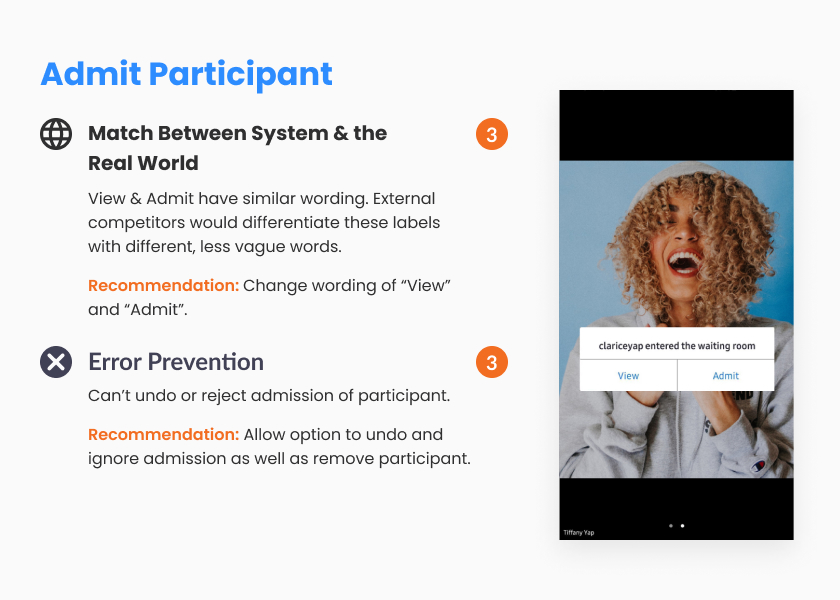 Admit Participant
Match Between System & the
Real World
3
View & Admit have similar wording. External
competitors would differentiate these labels
with different, less vague words.
Recommendation: Change wording of “View”
and “Admit”.
Error Prevention
3
Can’t undo or reject admission of participant.
Recommendation: Allow option to undo and
ignore admission as well as remove participant.
clariceyap entered the waiting room
View
Admit
Tiffany Yap